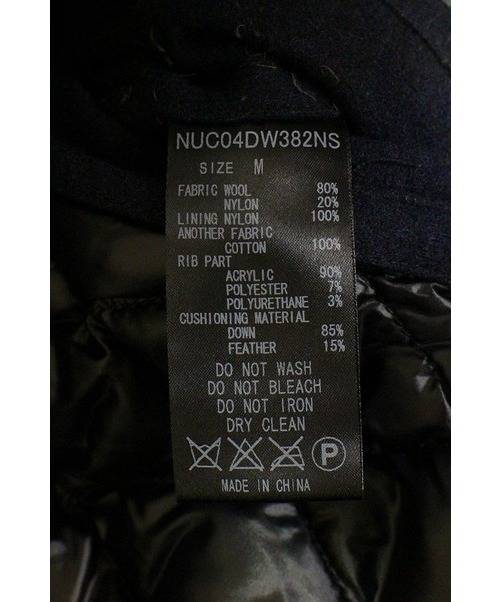 NUC04DW382NS
SIZE M
FABRIC WOOL 80%
NYLON 20%
LINING NYLON 100%
ANOTHER FABRIC
COTTON 100%
RIB PART
ACRYLIC 90%
POLYESTER 7%
POLYURETHANE 3%
CUSHIONING MATERIAL
DOWN 85%
FEATHER 15%
DO NOT WASH
DO NOT BLEACH
DO NOT IRON
DRY CLEAN
P
MADE IN CHINA